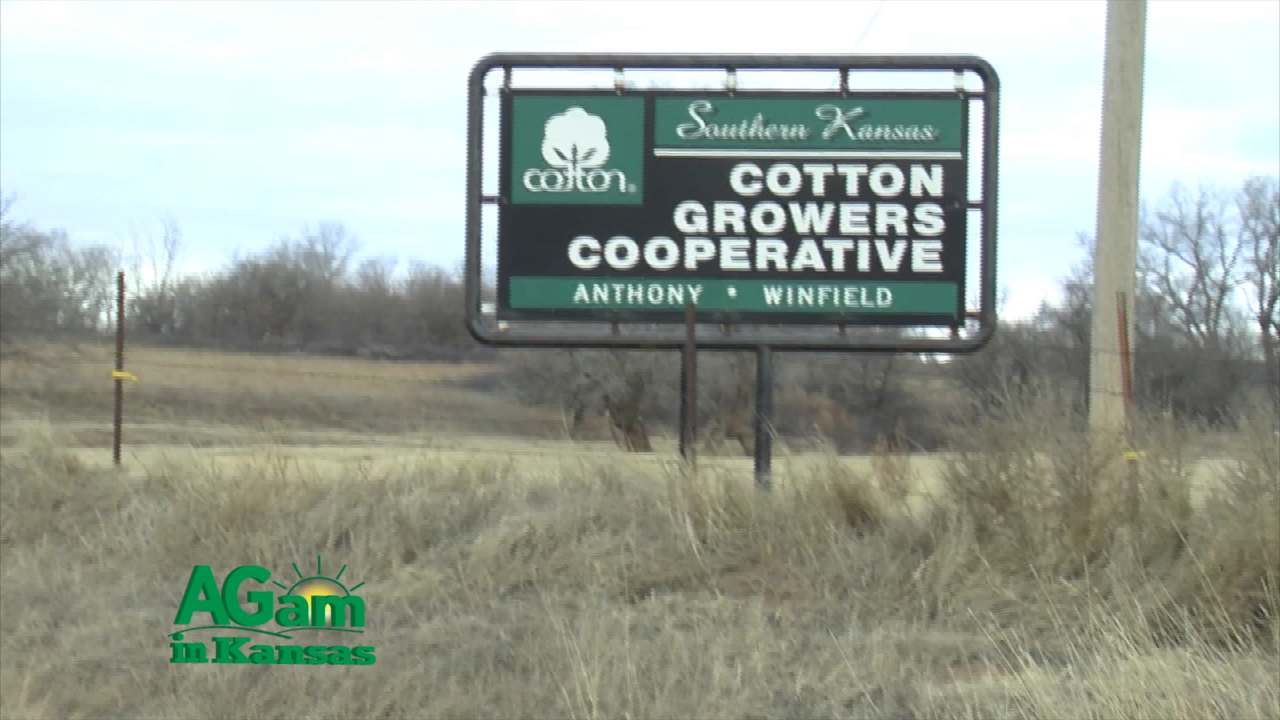 Southern Kansas
cotton®
COTTON
GROWERS
COOPERATIVE
ANTHONY • WINFIELD
AGam
in Kansas